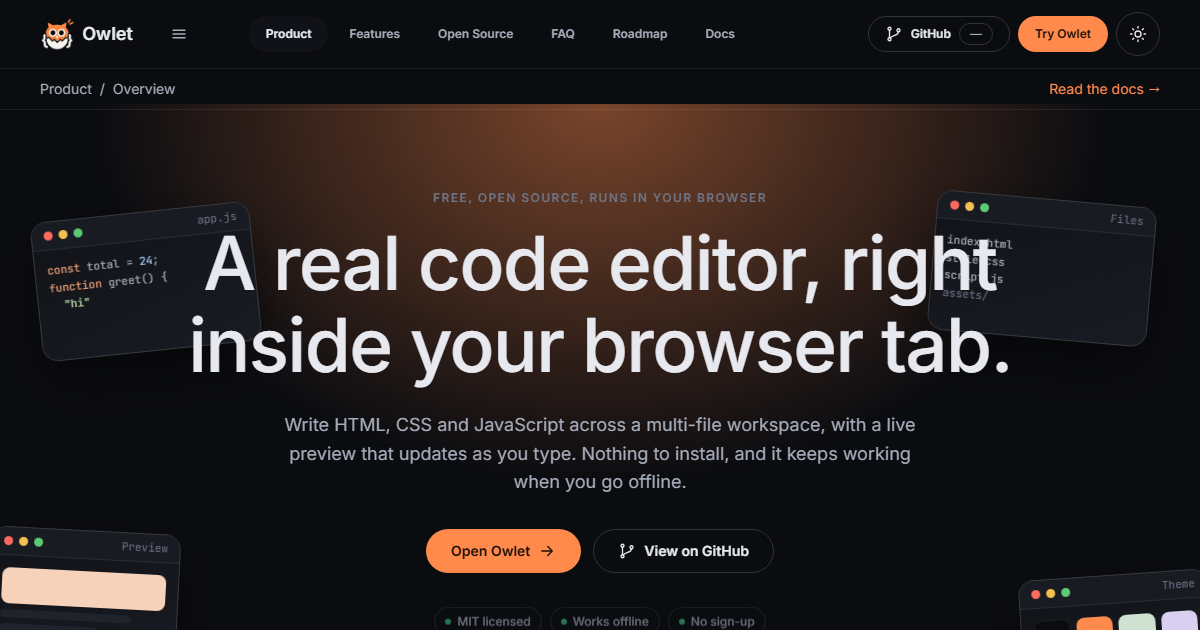 Owlet
Product Features Open Source FAQ Roadmap Docs
GitHub —
Try Owlet
Product / Overview
Read the docs →
FREE, OPEN SOURCE, RUNS IN YOUR BROWSER
app.js
const total = 24;
function greet() {
"hi"
Files
index.html
style.css
script.js
assets/
A real code editor, right
inside your browser tab.
Write HTML, CSS and JavaScript across a multi-file workspace, with a live
preview that updates as you type. Nothing to install, and it keeps working
when you go offline.
Open Owlet →
View on GitHub
Preview
Theme
MIT licensed
Works offline
No sign-up